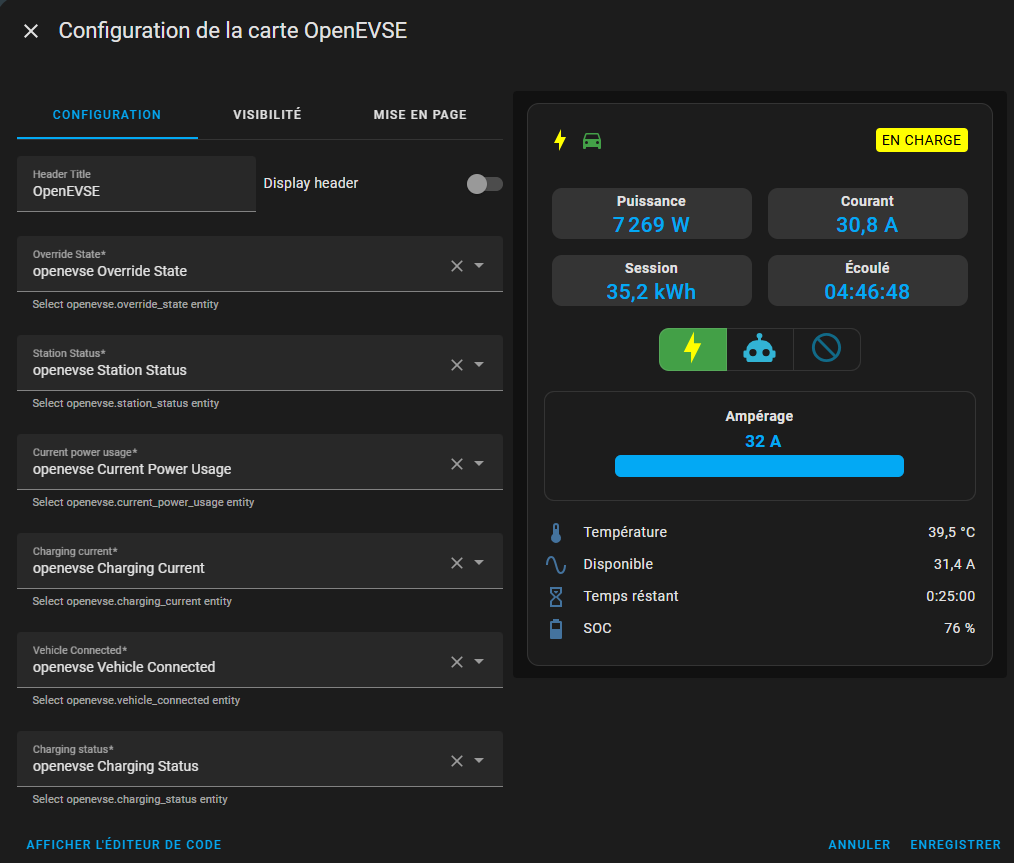 Configuration de la carte OpenEVSE
CONFIGURATION
VISIBILITÉ
MISE EN PAGE
Header Title
OpenEVSE
Display header
Override State*
openevse Override State
Select openevse.override_state entity
Station Status*
openevse Station Status
Select openevse.station_status entity
Current power usage*
openevse Current Power Usage
Select openevse.current_power_usage entity
Charging current*
openevse Charging Current
Select openevse.charging_current entity
Vehicle Connected*
openevse Vehicle Connected
Select openevse.vehicle_connected entity
Charging status*
openevse Charging Status
Select openevse.charging_status entity
EN CHARGE
Puissance
7 269 W
Courant
30,8 A
Session
35,2 kWh
Écoulé
04:46:48
Ampérage
32 A
Température 39,5 °C
Disponible 31,4 A
Temps réstant 0:25:00
SOC 76 %
AFFICHER L'ÉDITEUR DE CODE
ANNULER
ENREGISTRER